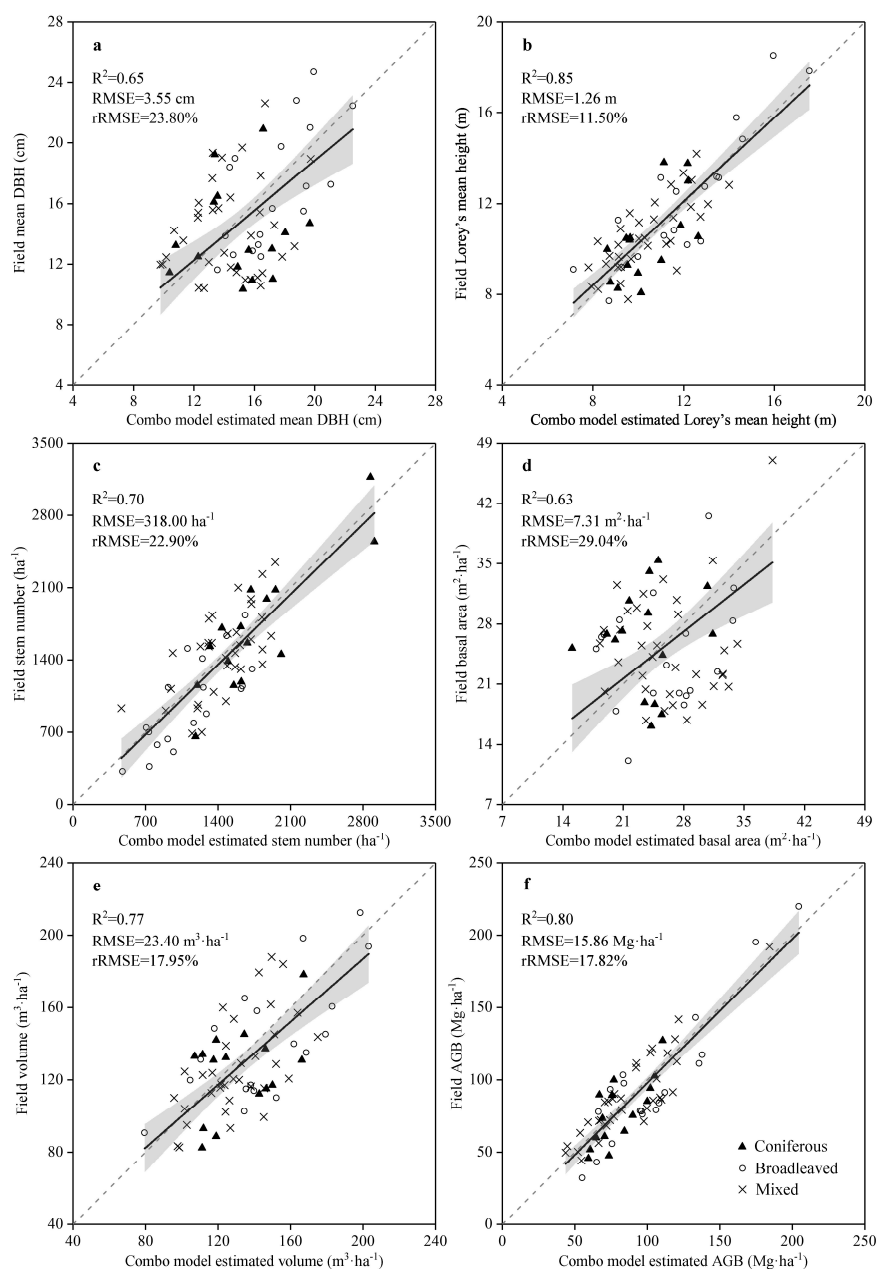 a
R²=0.65
RMSE=3.55 cm
rRMSE=23.80%
28
24
20
16
12
8
4
4 8 12 16 20 24 28
Field mean DBH (cm)
Combo model estimated mean DBH (cm)
b
R²=0.85
RMSE=1.26 m
rRMSE=11.50%
20
16
12
8
4
4 8 12 16 20
Field Lorey's mean height (m)
Combo model estimated Lorey's mean height (m)
c
R²=0.70
RMSE=318.00 ha⁻¹
rRMSE=22.90%
3500
2800
2100
1400
700
0
0 700 1400 2100 2800 3500
Field stem number (ha⁻¹)
Combo model estimated stem number (ha⁻¹)
d
R²=0.63
RMSE=7.31 m²·ha⁻¹
rRMSE=29.04%
49
42
35
28
21
14
7
7 14 21 28 35 42 49
Field basal area (m²·ha⁻¹)
Combo model estimated basal area (m²·ha⁻¹)
e
R²=0.77
RMSE=23.40 m³·ha⁻¹
rRMSE=17.95%
240
200
160
120
80
40
40 80 120 160 200 240
Field volume (m³·ha⁻¹)
Combo model estimated volume (m³·ha⁻¹)
f
R²=0.80
RMSE=15.86 Mg·ha⁻¹
rRMSE=17.82%
250
200
150
100
50
0
0 50 100 150 200 250
Field AGB (Mg·ha⁻¹)
Combo model estimated AGB (Mg·ha⁻¹)
Coniferous
Broadleaved
Mixed